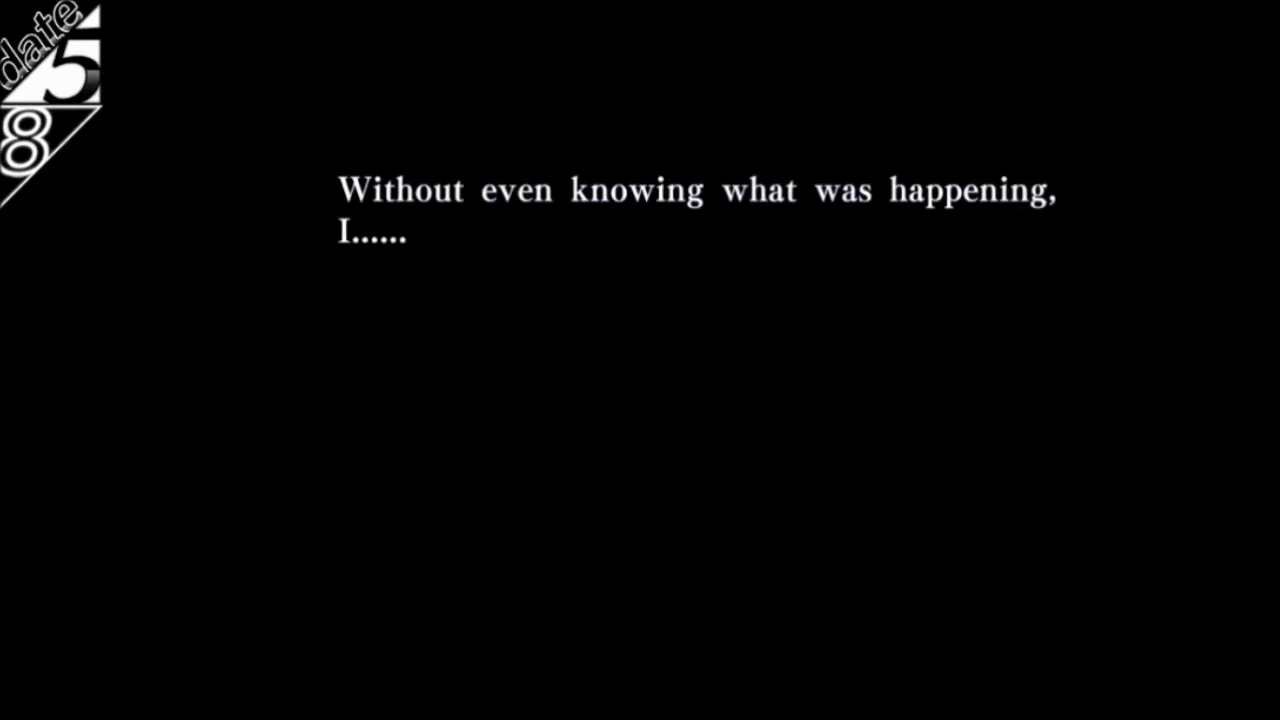 date
5
8
Without even knowing what was happening,
I......